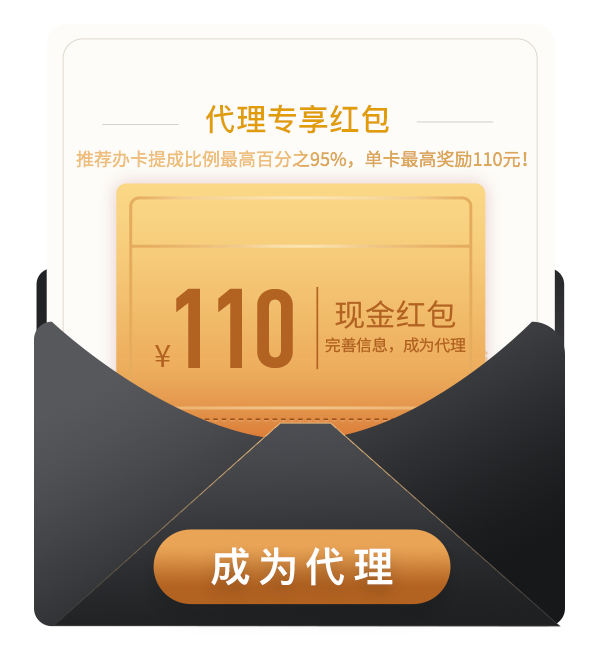 代理专享红包
推荐办卡提成比例最高百分之95%，单卡最高奖励110元！
¥110
现金红包
完善信息，成为代理
成为代理